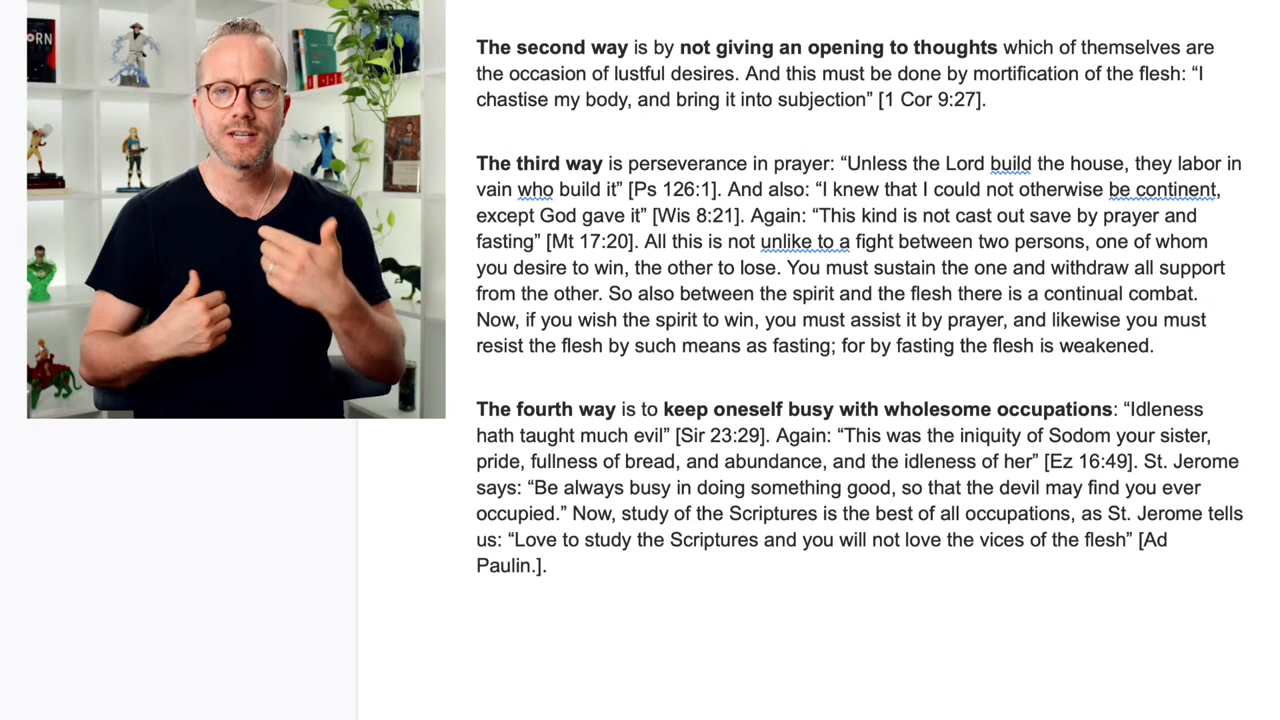 ORN
The second way is by not giving an opening to thoughts which of themselves are
the occasion of lustful desires. And this must be done by mortification of the flesh: “I
chastise my body, and bring it into subjection” [1 Cor 9:27].
The third way is perseverance in prayer: “Unless the Lord build the house, they labor in
vain who build it” [Ps 126:1]. And also: “I knew that I could not otherwise be continent,
except God gave it” [Wis 8:21]. Again: “This kind is not cast out save by prayer and
fasting” [Mt 17:20]. All this is not unlike to a fight between two persons, one of whom
you desire to win, the other to lose. You must sustain the one and withdraw all support
from the other. So also between the spirit and the flesh there is a continual combat.
Now, if you wish the spirit to win, you must assist it by prayer, and likewise you must
resist the flesh by such means as fasting; for by fasting the flesh is weakened.
The fourth way is to keep oneself busy with wholesome occupations: “Idleness
hath taught much evil” [Sir 23:29]. Again: “This was the iniquity of Sodom your sister,
pride, fullness of bread, and abundance, and the idleness of her” [Ez 16:49]. St. Jerome
says: “Be always busy in doing something good, so that the devil may find you ever
occupied.” Now, study of the Scriptures is the best of all occupations, as St. Jerome tells
us: “Love to study the Scriptures and you will not love the vices of the flesh” [Ad
Paulin.].